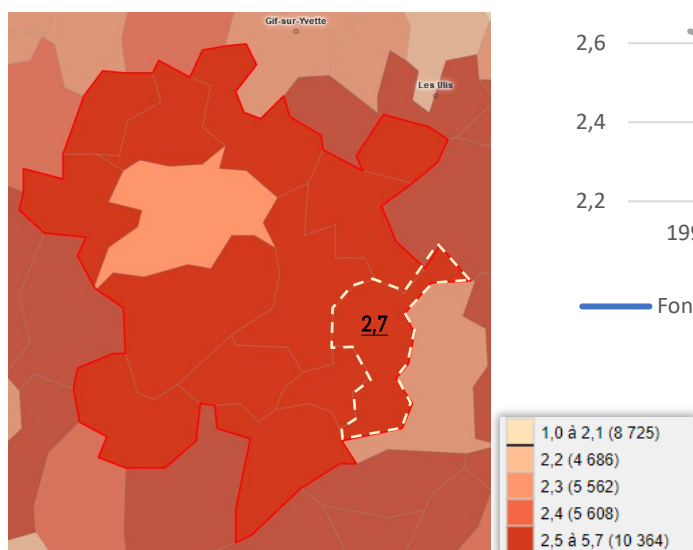 Gif-sur-Yvette
Les Ulis
2,7
2,6
2,4
2,2
199
Fon
1,0 à 2,1 (8 725)
2,2 (4 686)
2,3 (5 562)
2,4 (5 608)
2,5 à 5,7 (10 364)